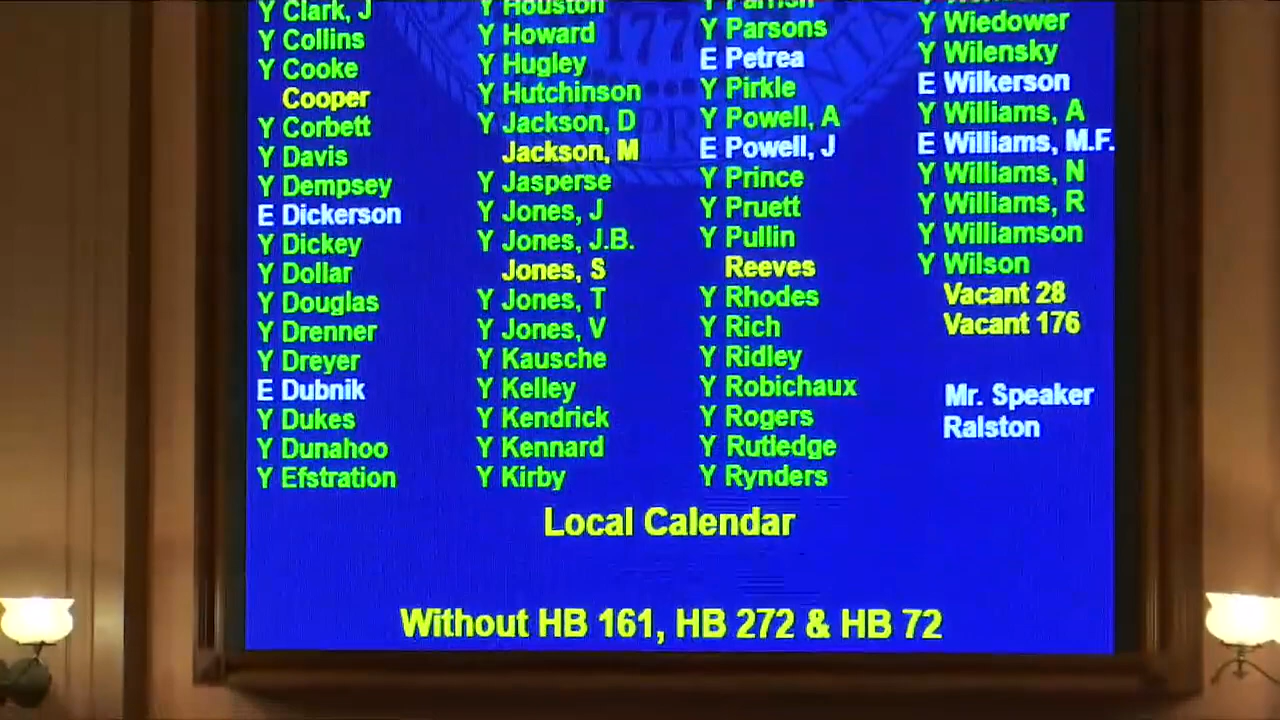 Y Clark, J
Y Collins
Y Cooke
Cooper
Y Corbett
Y Davis
Y Dempsey
E Dickerson
Y Dickey
Y Dollar
Y Douglas
Y Drenner
Y Dreyer
E Dubnik
Y Dukes
Y Dunahoo
Y Efstration
Y Houston
Y Howard
Y Hugley
Y Hutchinson
Y Jackson, D
Jackson, M
Y Jasperse
Y Jones, J
Y Jones, J.B.
Jones, S
Y Jones, T
Y Jones, V
Y Kausche
Y Kelley
Y Kendrick
Y Kennard
Y Kirby
Y Parrish
Y Parsons
E Petrea
Y Pirkle
Y Powell, A
E Powell, J
Y Prince
Y Pruett
Y Pullin
Reeves
Y Rhodes
Y Rich
Y Ridley
Y Robichaux
Y Rogers
Y Rutledge
Y Rynders
Y Wiedower
Y Wilensky
E Wilkerson
Y Williams, A
E Williams, M.F.
Y Williams, N
Y Williams, R
Y Williamson
Y Wilson
Vacant 28
Vacant 176
Mr. Speaker
Ralston
Local Calendar
Without HB 161, HB 272 & HB 72